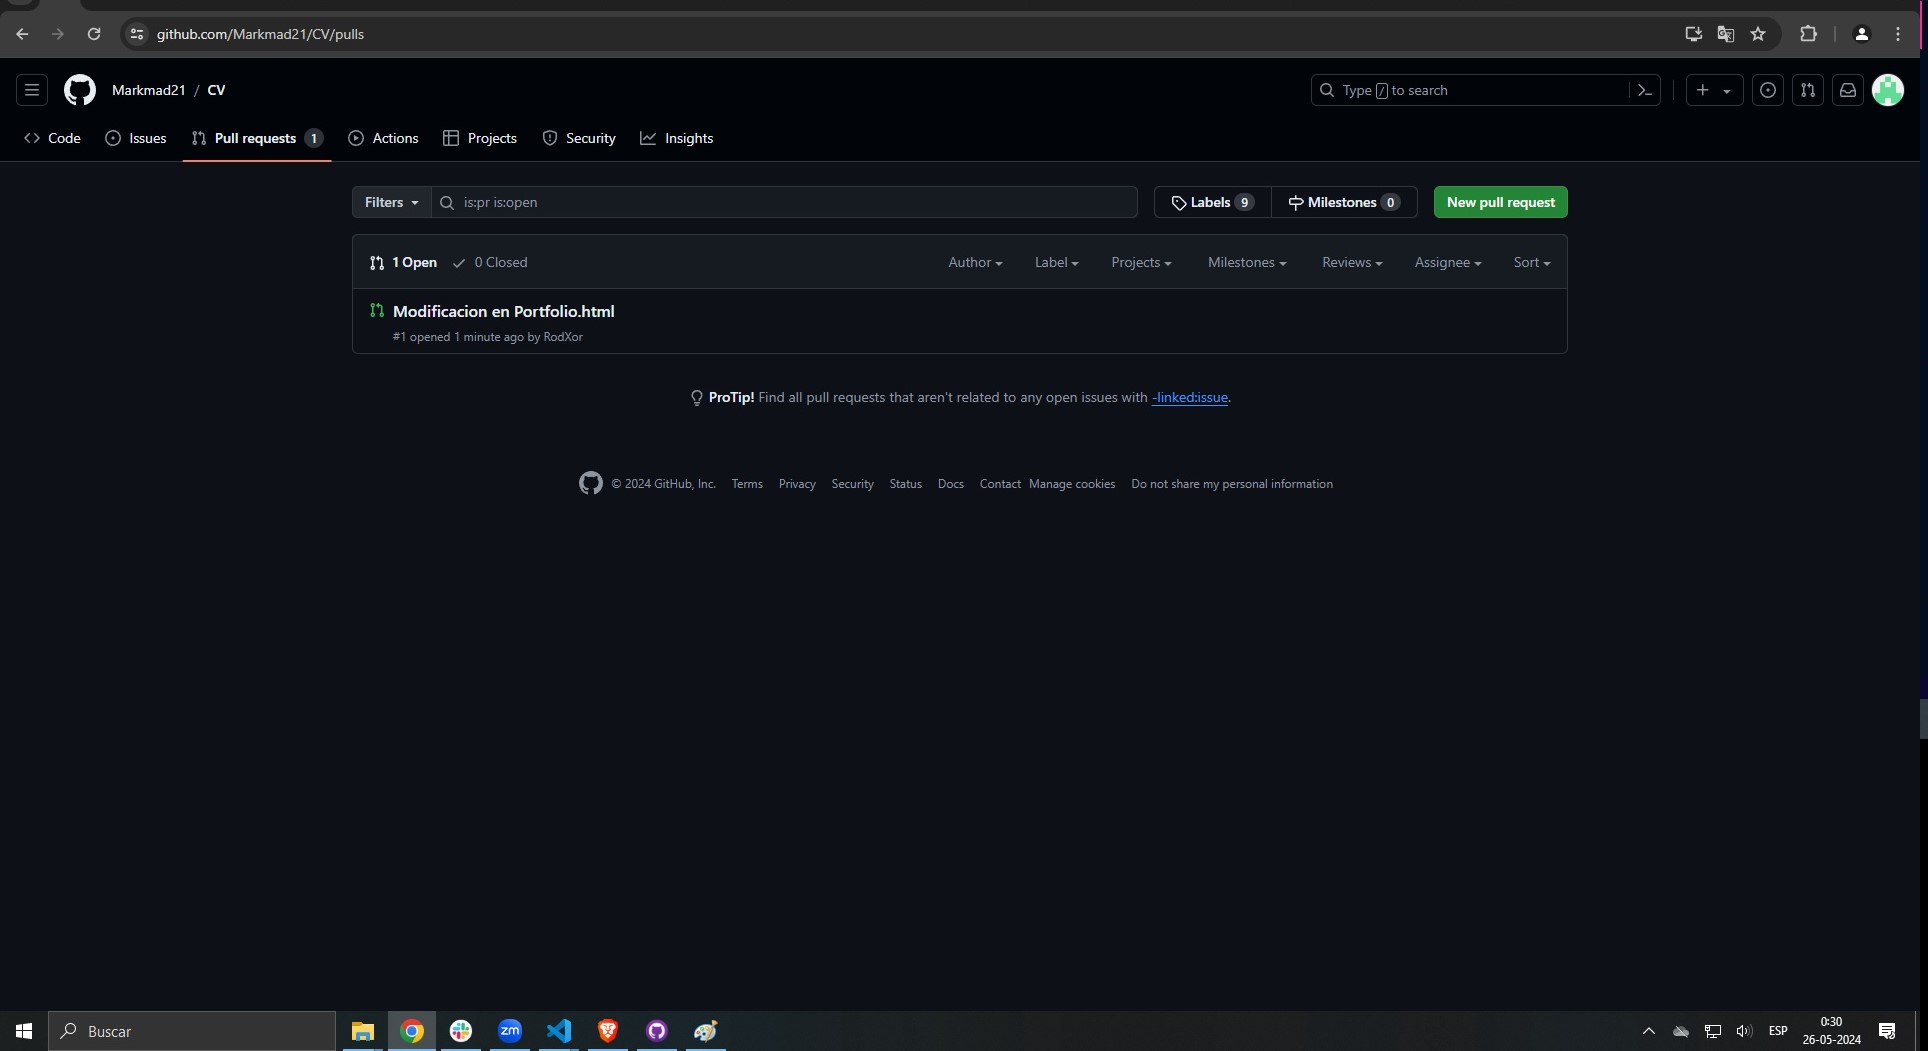 github.com/Markmad21/CV/pulls
Markmad21 / CV
Type / to search
Code Issues Pull requests 1 Actions Projects Security Insights
Filters is:pr is:open Labels 9 Milestones 0 New pull request
1 Open 0 Closed Author Label Projects Milestones Reviews Assignee Sort
Modificacion en Portfolio.html
#1 opened 1 minute ago by RodXor
ProTip! Find all pull requests that aren't related to any open issues with -linked:issue.
© 2024 GitHub, Inc. Terms Privacy Security Status Docs Contact Manage cookies Do not share my personal information
Buscar zm ESP 0:30
26-05-2024